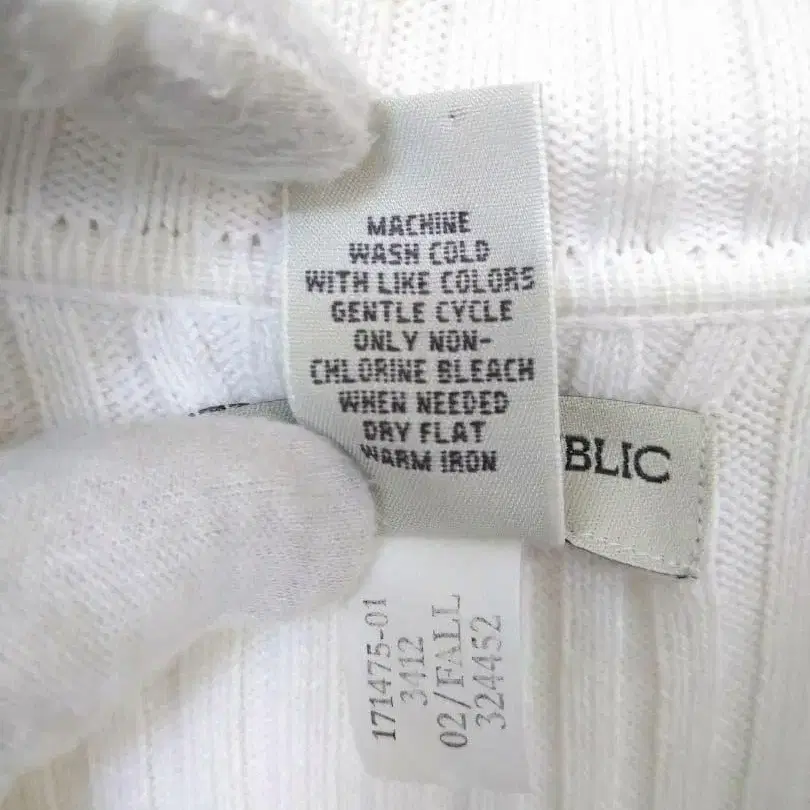 MACHINE
WASH COLD
WITH LIKE COLORS
GENTLE CYCLE
ONLY NON-
CHLORINE BLEACH
WHEN NEEDED
DRY FLAT
WARM IRON
BLIC
171475-01
3412
02/FALL
324452